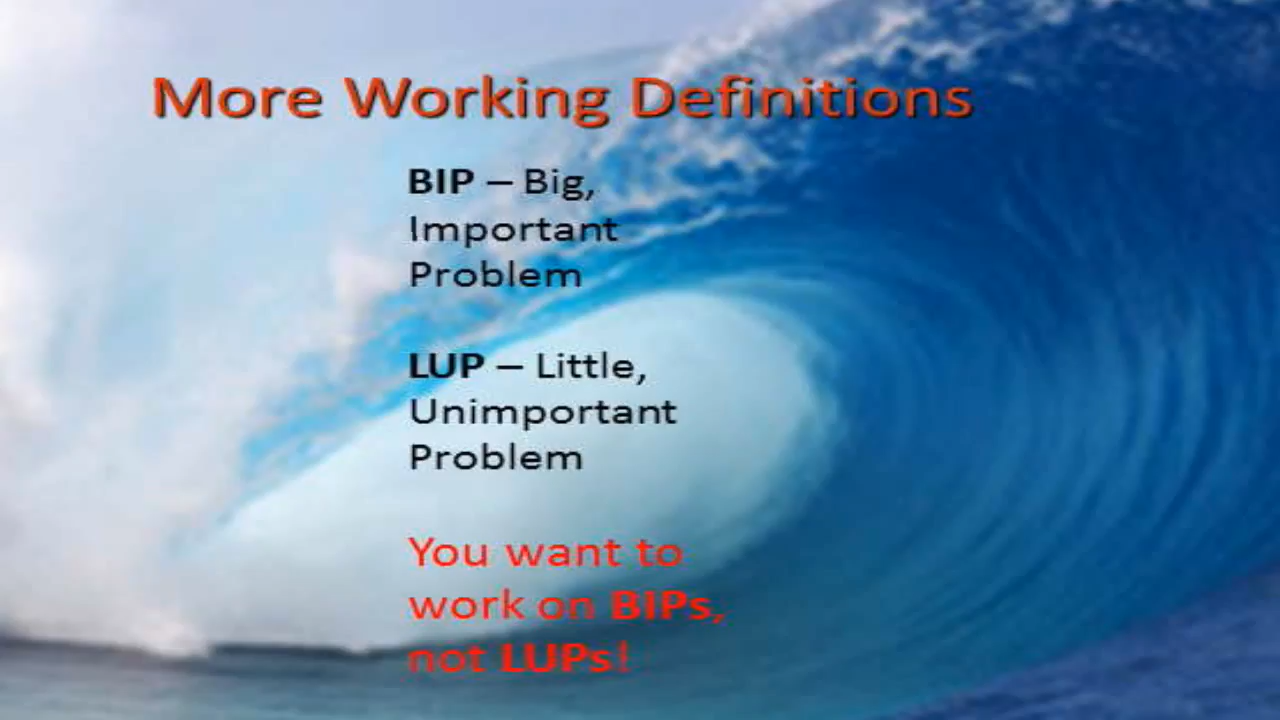 More Working Definitions
BIP – Big,
Important
Problem
LUP – Little,
Unimportant
Problem
You want to
work on BIPs,
not LUPs!